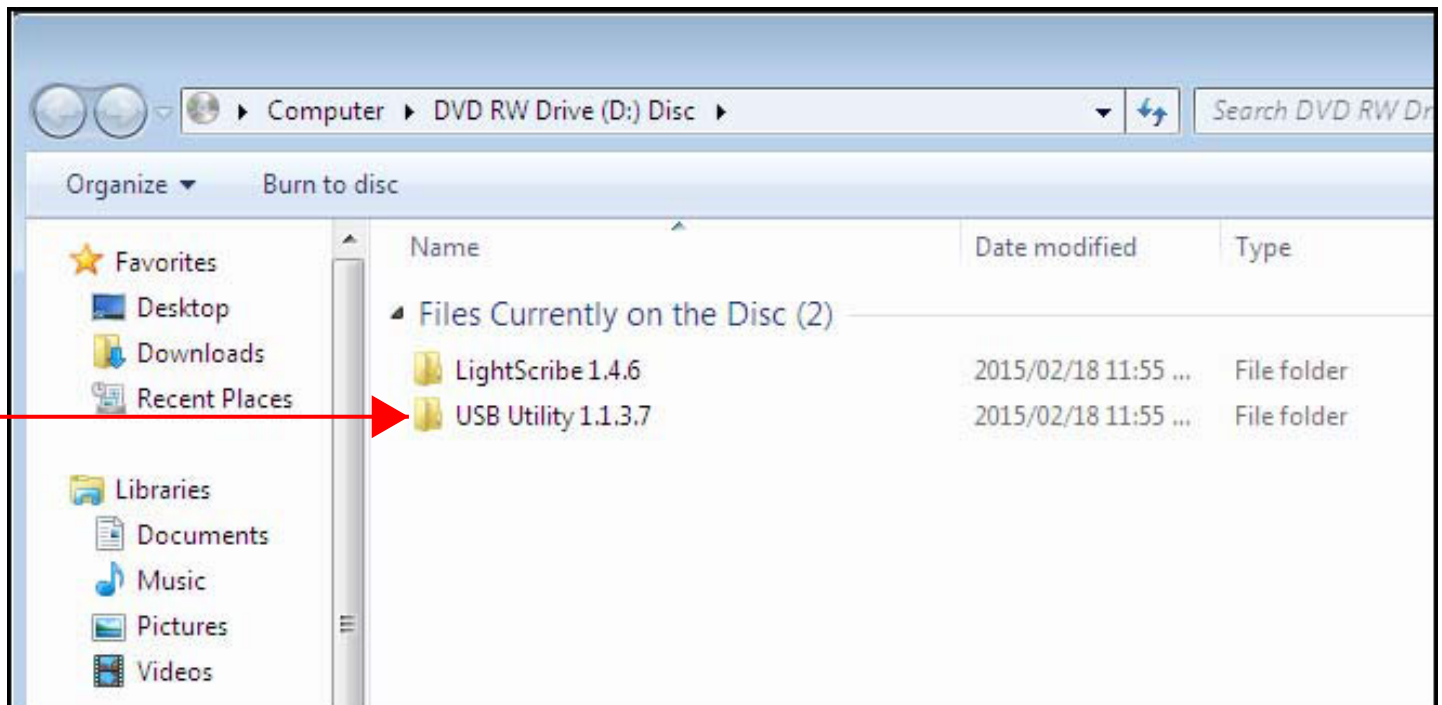 Computer DVD RW Drive (D:) Disc Search DVD RW Dr
Organize Burn to disc
Name Date modified Type
Favorites
Desktop
Downloads
Recent Places
Libraries
Documents
Music
Pictures
Videos
Files Currently on the Disc (2)
LightScribe 1.4.6 2015/02/18 11:55 ... File folder
USB Utility 1.1.3.7 2015/02/18 11:55 ... File folder